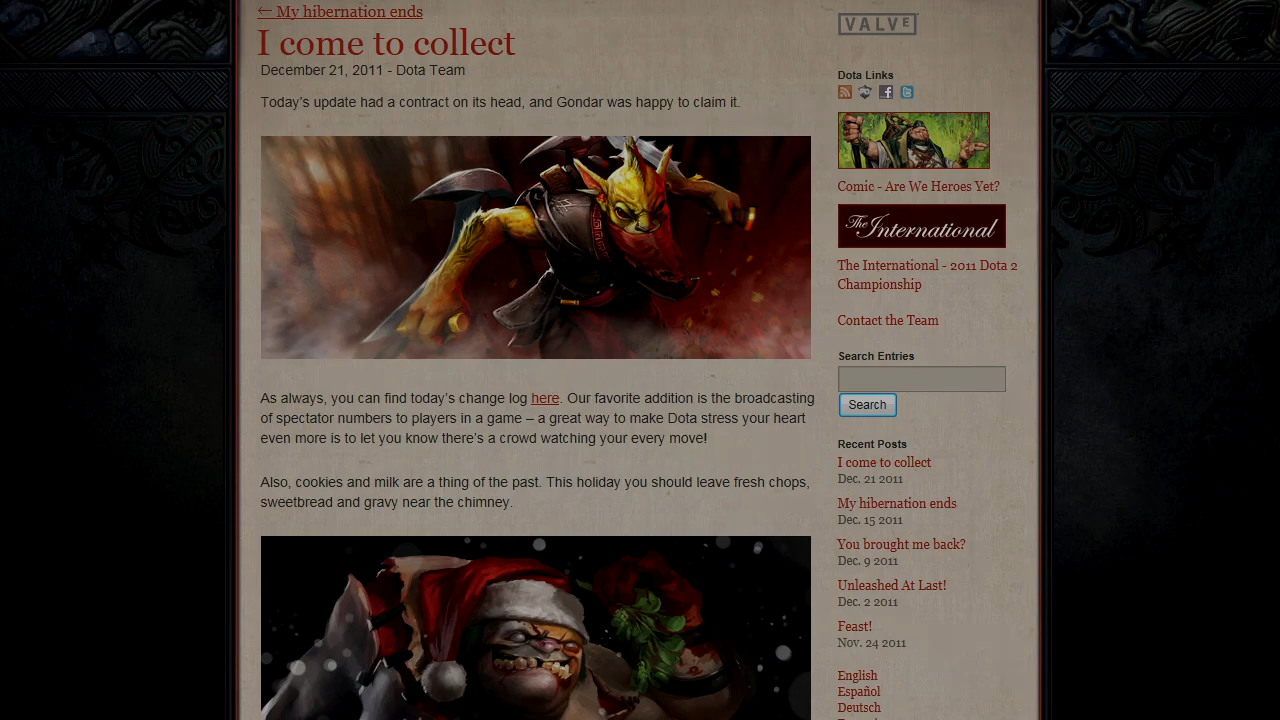 ← My hibernation ends
I come to collect
December 21, 2011 - Dota Team
Today's update had a contract on its head, and Gondar was happy to claim it.
As always, you can find today's change log here. Our favorite addition is the broadcasting
of spectator numbers to players in a game – a great way to make Dota stress your heart
even more is to let you know there's a crowd watching your every move!
Also, cookies and milk are a thing of the past. This holiday you should leave fresh chops,
sweetbread and gravy near the chimney.
VALVE
Dota Links
Comic - Are We Heroes Yet?
The International
The International - 2011 Dota 2
Championship
Contact the Team
Search Entries
Search
Recent Posts
I come to collect
Dec. 21 2011
My hibernation ends
Dec. 15 2011
You brought me back?
Dec. 9 2011
Unleashed At Last!
Dec. 2 2011
Feast!
Nov. 24 2011
English
Español
Deutsch